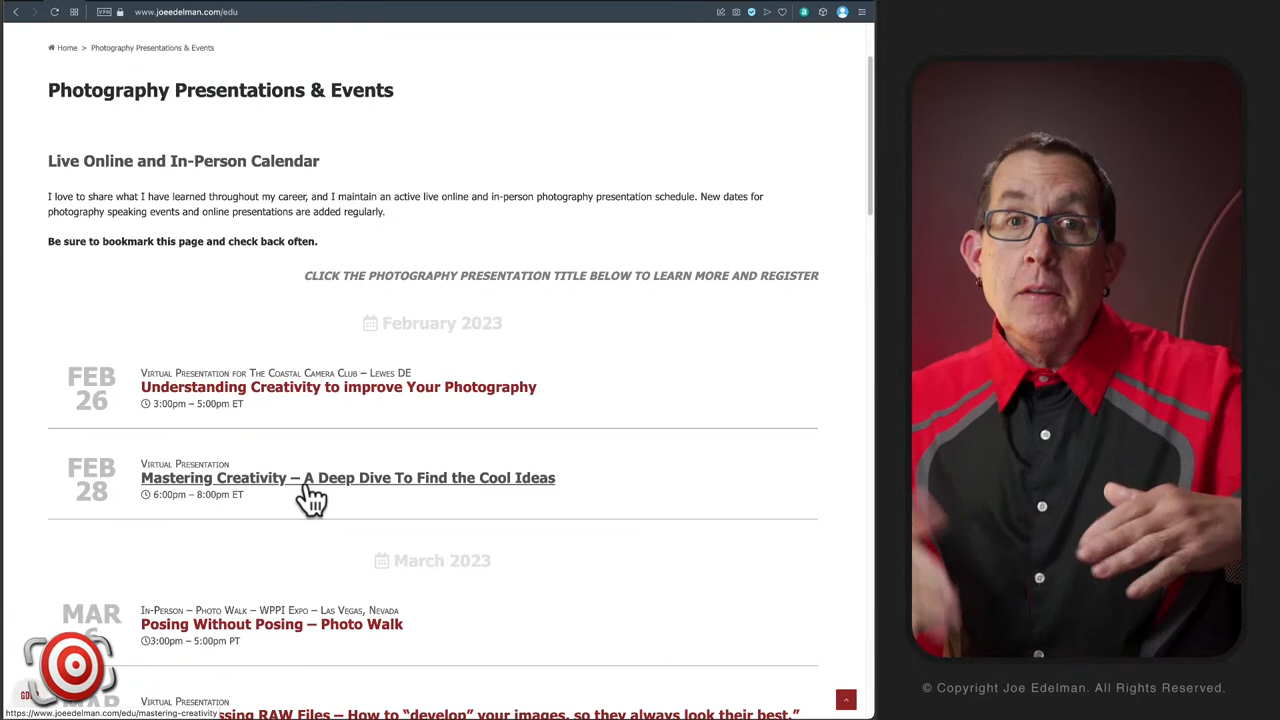 VPN www.joeedelman.com/edu
Home > Photography Presentations & Events
Photography Presentations & Events
Live Online and In-Person Calendar
I love to share what I have learned throughout my career, and I maintain an active live online and in-person photography presentation schedule. New dates for
photography speaking events and online presentations are added regularly.
Be sure to bookmark this page and check back often.
CLICK THE PHOTOGRAPHY PRESENTATION TITLE BELOW TO LEARN MORE AND REGISTER
February 2023
FEB
26
Virtual Presentation for The Coastal Camera Club – Lewes DE
Understanding Creativity to improve Your Photography
3:00pm – 5:00pm ET
FEB
28
Virtual Presentation
Mastering Creativity – A Deep Dive To Find the Cool Ideas
6:00pm – 8:00pm ET
March 2023
MAR
In-Person – Photo Walk – WPPI Expo – Las Vegas, Nevada
Posing Without Posing – Photo Walk
3:00pm – 5:00pm PT
Virtual Presentation
RAW Files – How to “develop” your images, so they always look their best.”
https://www.joeedelman.com/edu/mastering-creativity
© Copyright Joe Edelman. All Rights Reserved.